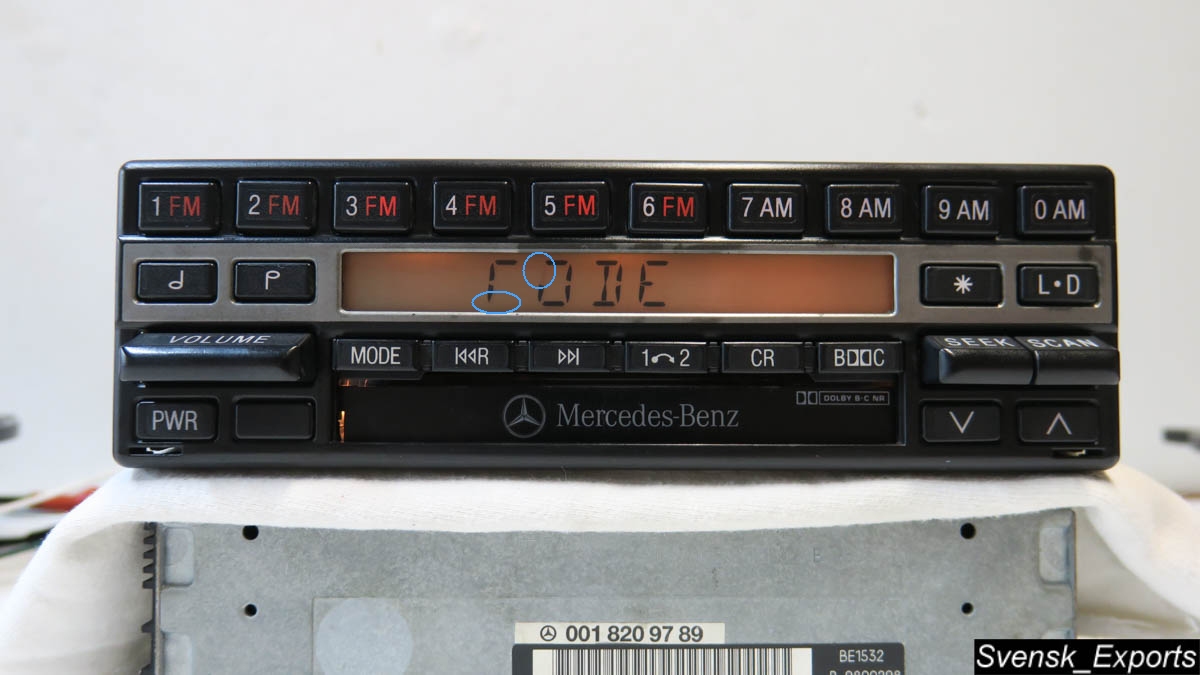 1 FM 2 FM 3 FM 4 FM 5 FM 6 FM 7 AM 8 AM 9 AM 0 AM
CODE * L•D
VOLUME MODE R 1 2 CR B C SEEK SCAN
PWR Mercedes-Benz DOLBY B·C NR
001 820 97 89
BE1532
Svensk_Exports